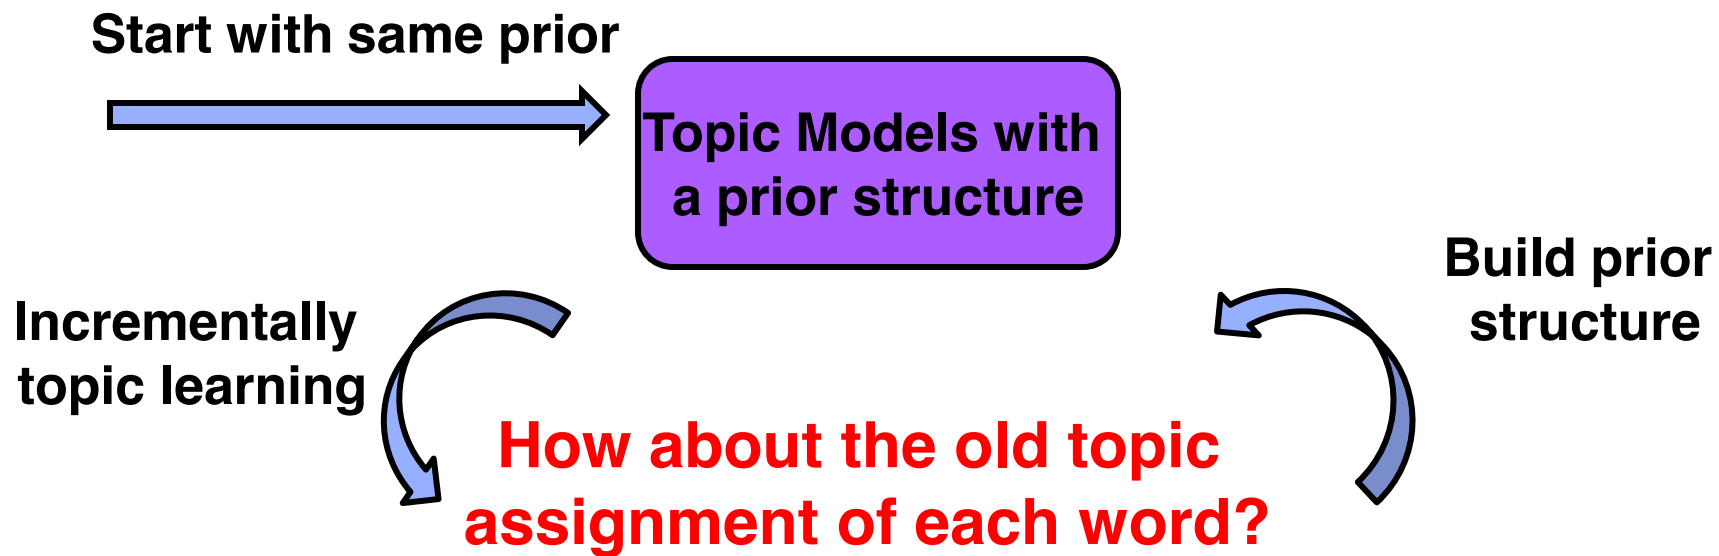 Start with same prior
Topic Models with
a prior structure
Build prior
structure
Incrementally
topic learning
How about the old topic
assignment of each word?